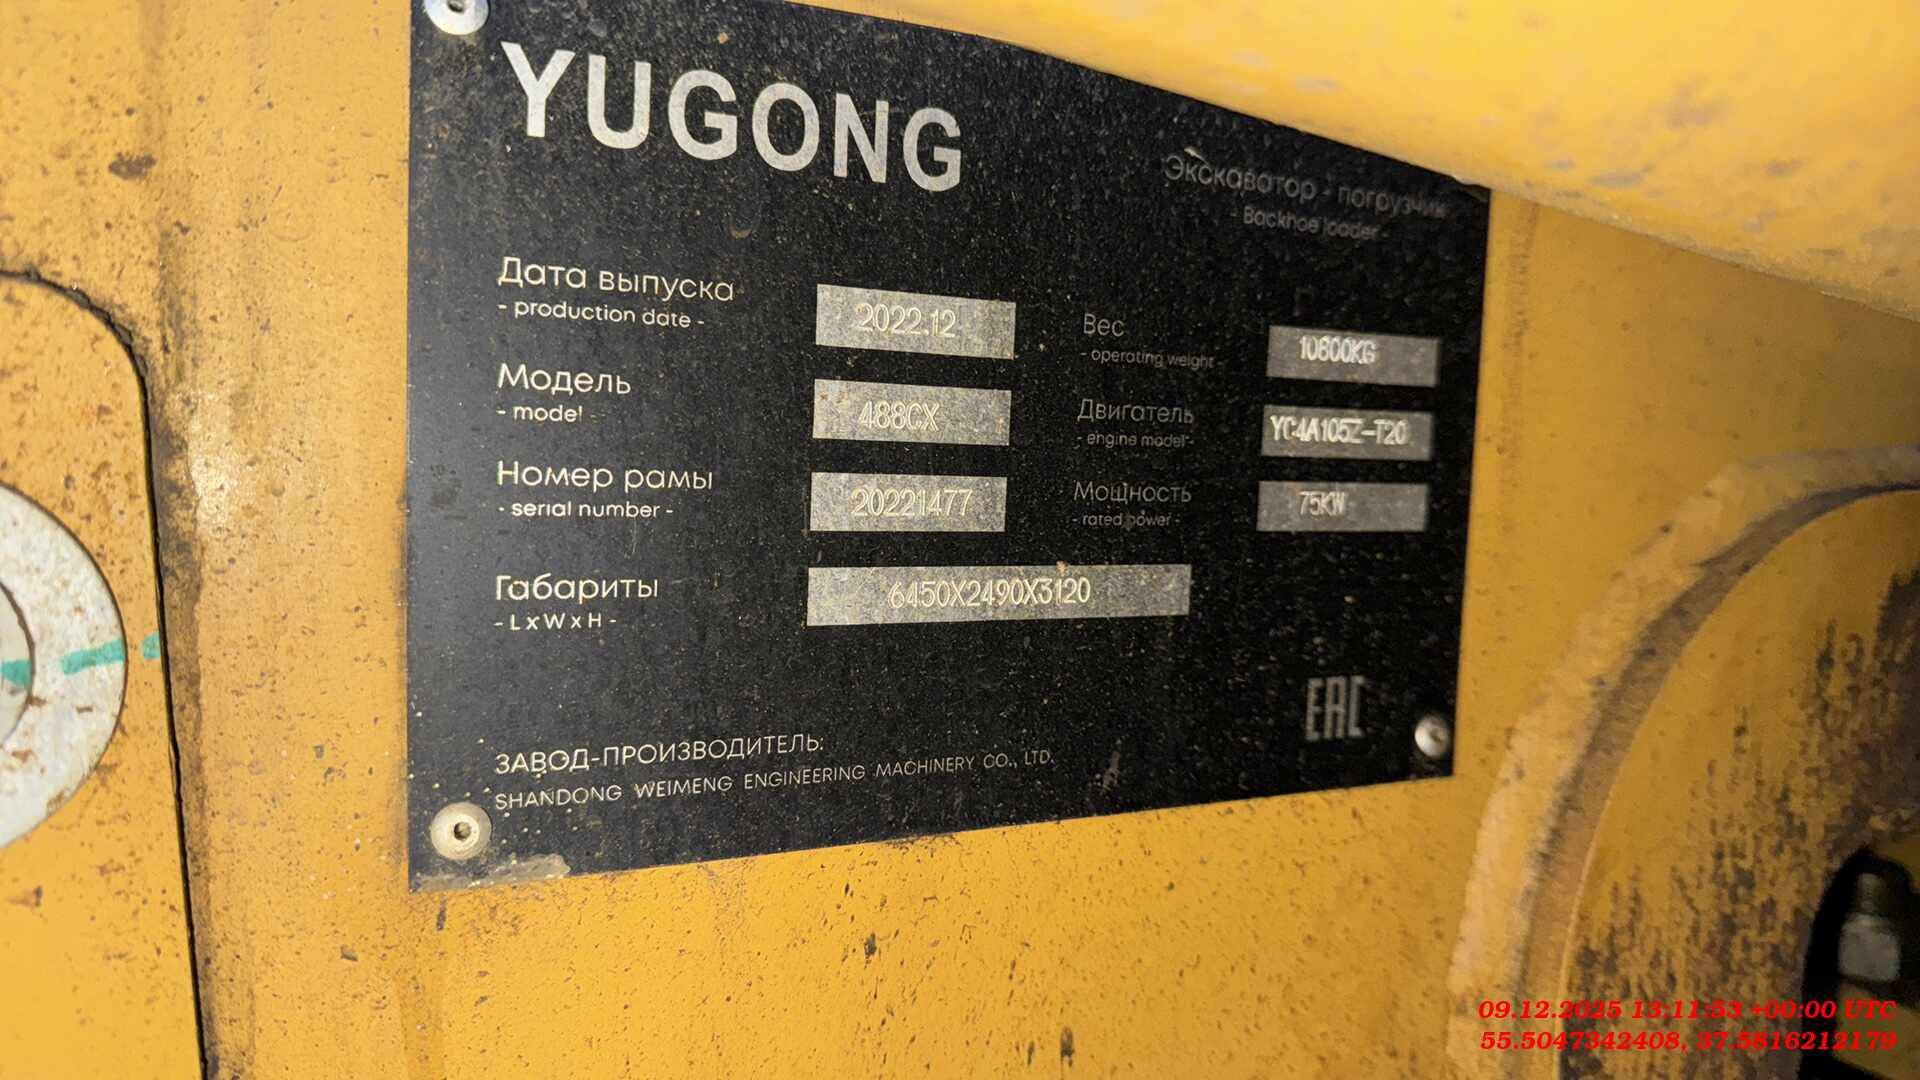 YUGONG
Экскаватор - погрузчик
- Backhoe loader -
Дата выпуска
- production date -
2022.12
Модель
- model
488CX
Номер рамы
- serial number -
20221477
Габариты
- L x W x H -
6450X2490X3120
Вес
- operating weight -
10800KG
Двигатель
- engine model -
YC4A105Z-T20
Мощность
- rated power -
75KW
EAC
ЗАВОД-ПРОИЗВОДИТЕЛЬ:
SHANDONG WEIMENG ENGINEERING MACHINERY CO., LTD.
09.12.2025 13:11:53 +00:00 UTC
55.5047342408, 37.5816212179